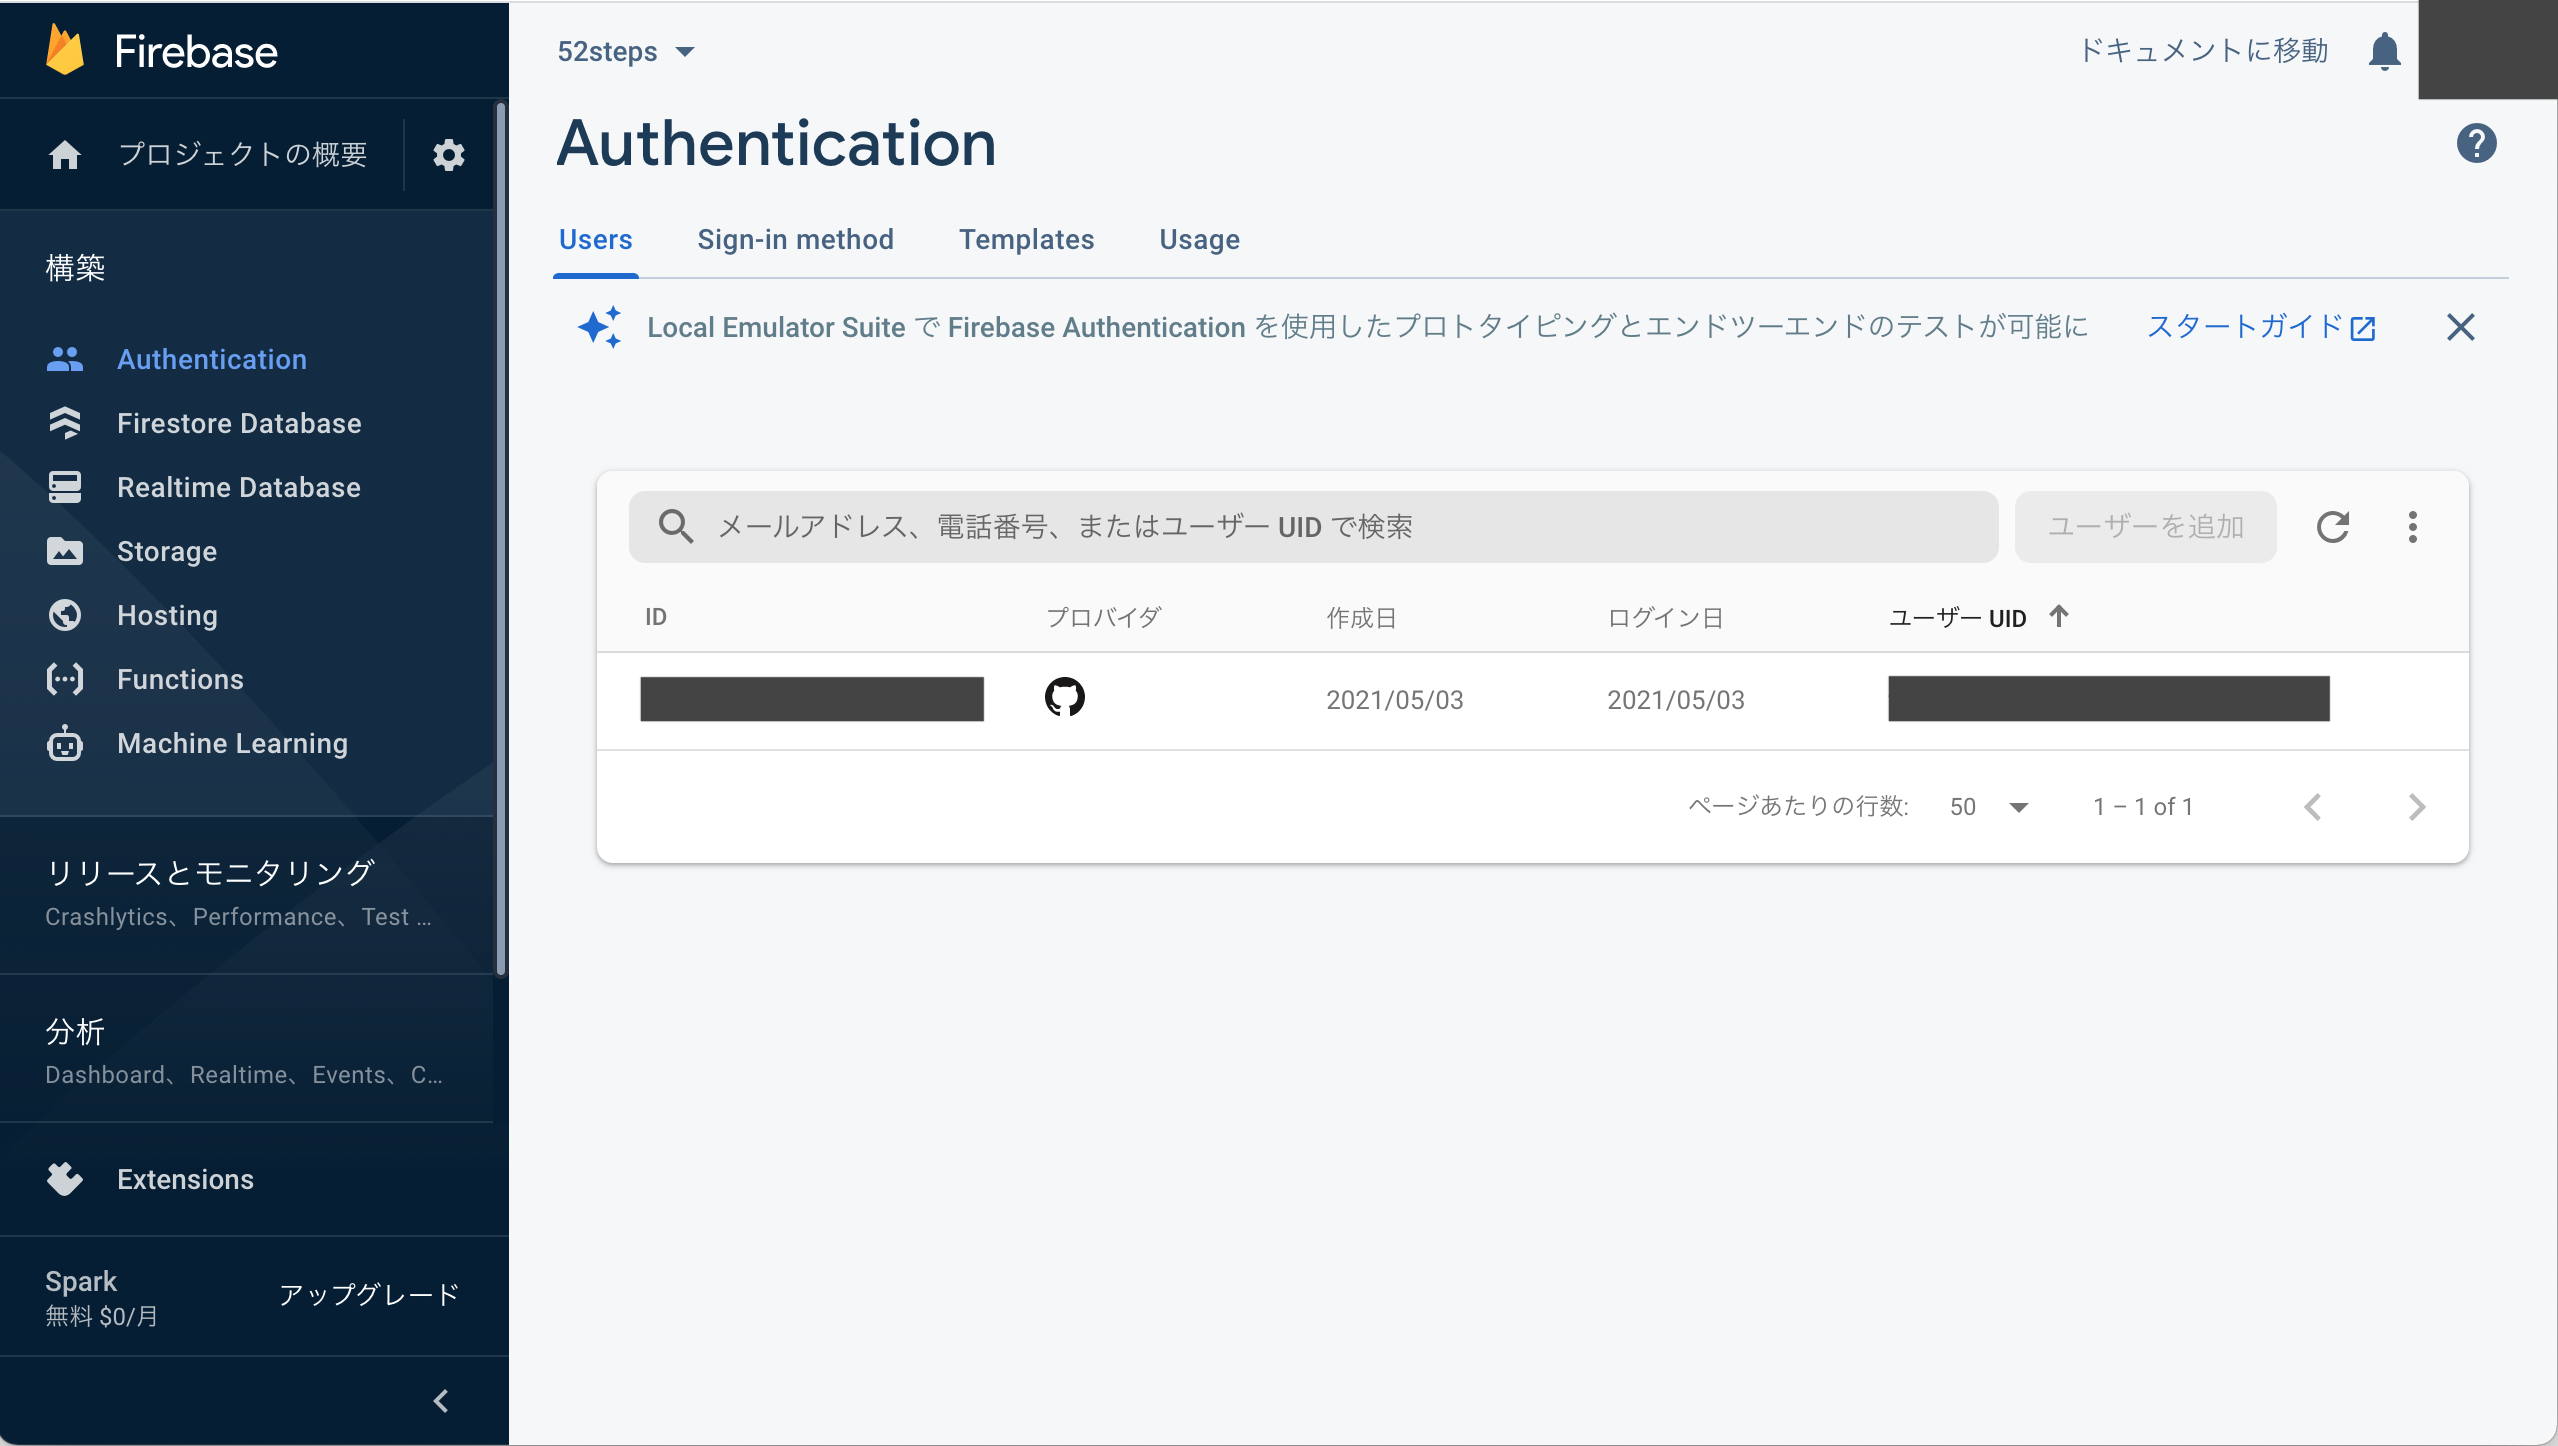 Firebase
プロジェクトの概要
構築
Authentication
Firestore Database
Realtime Database
Storage
Hosting
Functions
Machine Learning
リリースとモニタリング
Crashlytics、Performance、Test ...
分析
Dashboard、Realtime、Events、C...
Extensions
Spark
無料 $0/月
アップグレード
52steps
ドキュメントに移動
Authentication
Users Sign-in method Templates Usage
Local Emulator Suite で Firebase Authentication を使用したプロトタイピングとエンドツーエンドのテストが可能に スタートガイド
メールアドレス、電話番号、またはユーザー UID で検索 ユーザーを追加
ID プロバイダ 作成日 ログイン日 ユーザー UID
2021/05/03 2021/05/03
ページあたりの行数: 50 1 – 1 of 1